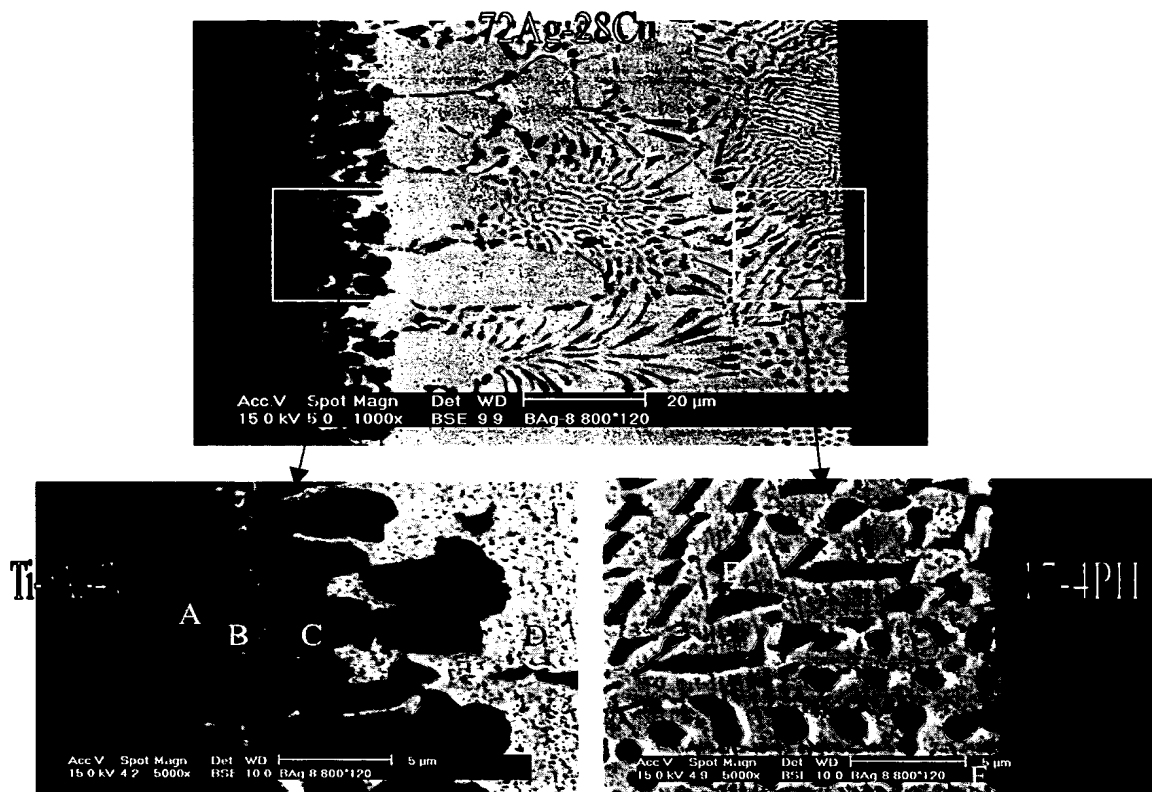 72Ag-28Cu
Acc.V Spot Magn Det WD 20 µm
15.0 kV 5.0 1000x BSE 9.9 BAg-8 800*120
Ti
A
B
C
D
E
17-4PH
Acc.V Spot Magn Det WD 5 µm
15.0 kV 4.2 5000x BSE 10.0 BAg 8 800*120
Acc.V Spot Magn Det WD 5 µm
15.0 kV 4.9 5000x BSE 10.0 BAg 8 800*120
F